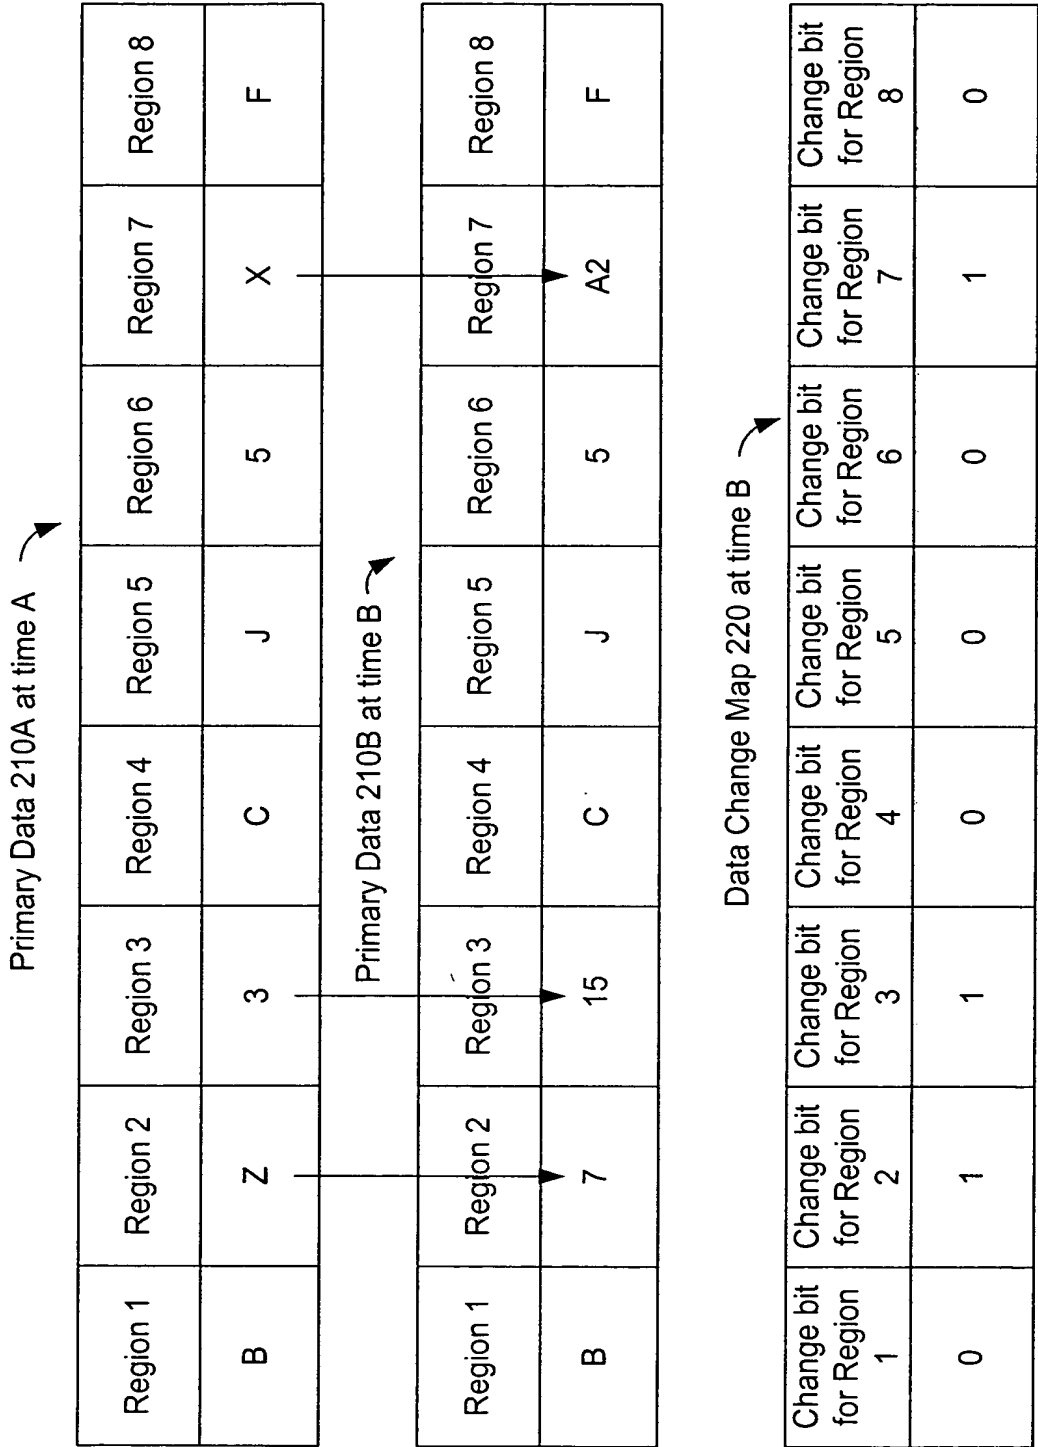 Primary Data 210A at time A
Region 1 Region 2 Region 3 Region 4 Region 5 Region 6 Region 7 Region 8
B Z 3 C J 5 X F
Primary Data 210B at time B
Region 1 Region 2 Region 3 Region 4 Region 5 Region 6 Region 7 Region 8
B 7 15 C J 5 A2 F
Data Change Map 220 at time B
Change bit Change bit Change bit Change bit Change bit Change bit Change bit Change bit
for Region for Region for Region for Region for Region for Region for Region for Region
1 2 3 4 5 6 7 8
0 1 1 0 0 0 1 0